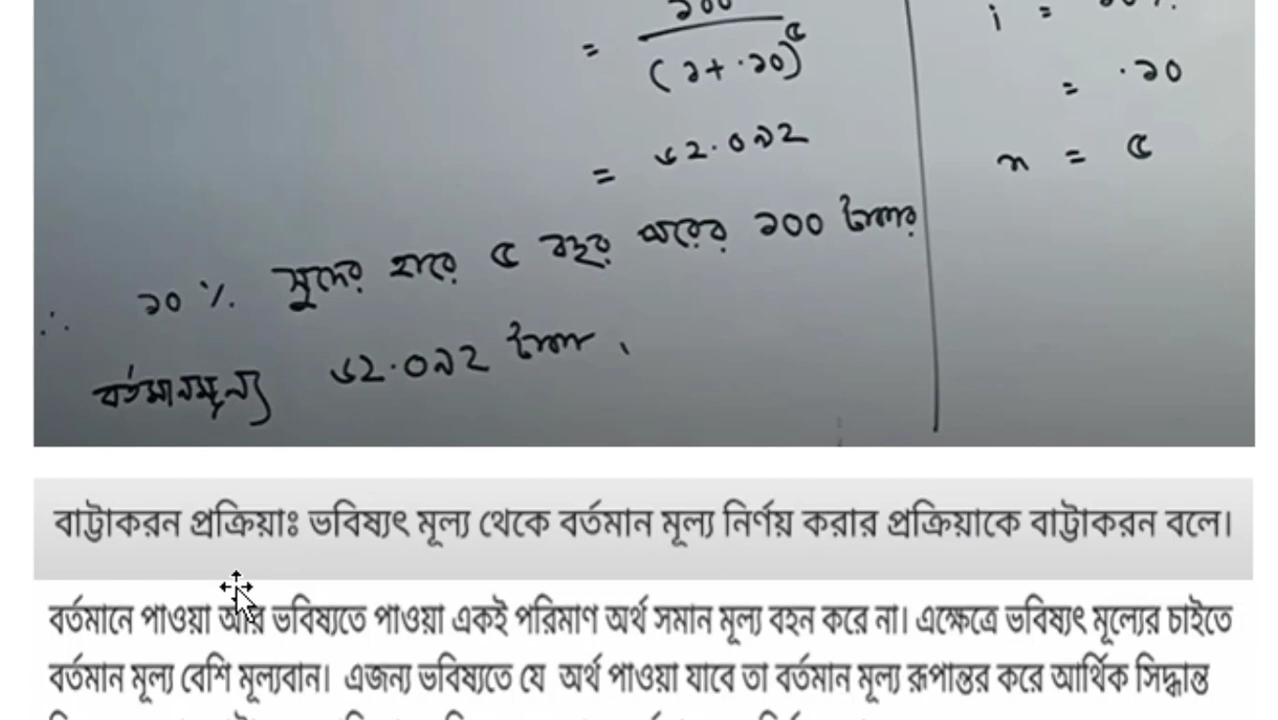 = ১০০
(১+.১০)^৫
i =
= .১০
= ৬২.০৯২
n = ৫
∴ ১০% সুদের হারে ৫ বছর পরের ১০০ টাকার
বর্তমানমূল্য ৬২.০৯২ টাকা।
বাট্টাকরন প্রক্রিয়াঃ ভবিষ্যৎ মূল্য থেকে বর্তমান মূল্য নির্ণয় করার প্রক্রিয়াকে বাট্টাকরন বলে।
বর্তমানে পাওয়া আর ভবিষ্যতে পাওয়া একই পরিমাণ অর্থ সমান মূল্য বহন করে না। এক্ষেত্রে ভবিষ্যৎ মূল্যের চাইতে
বর্তমান মূল্য বেশি মূল্যবান। এজন্য ভবিষ্যতে যে অর্থ পাওয়া যাবে তা বর্তমান মূল্য রূপান্তর করে আর্থিক সিদ্ধান্ত